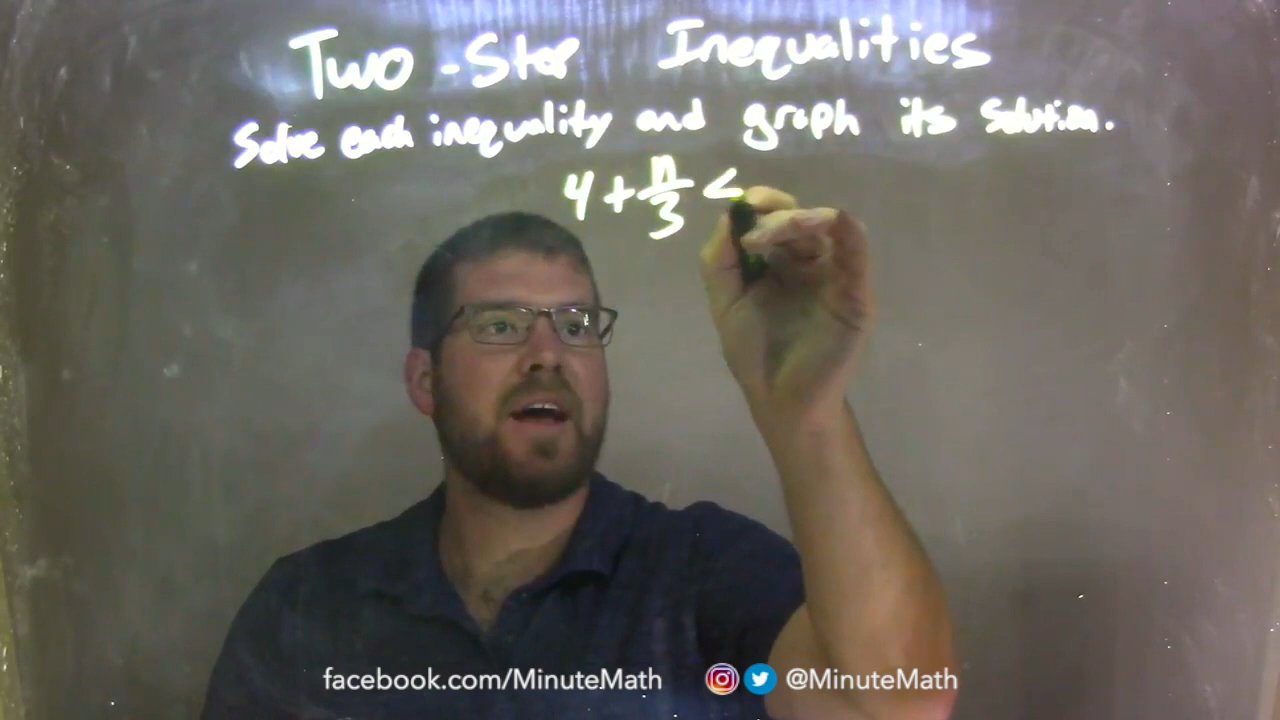 Two-Step Inequalities
Solve each inequality and graph its solution.
4 + n/3 <
facebook.com/MinuteMath @MinuteMath